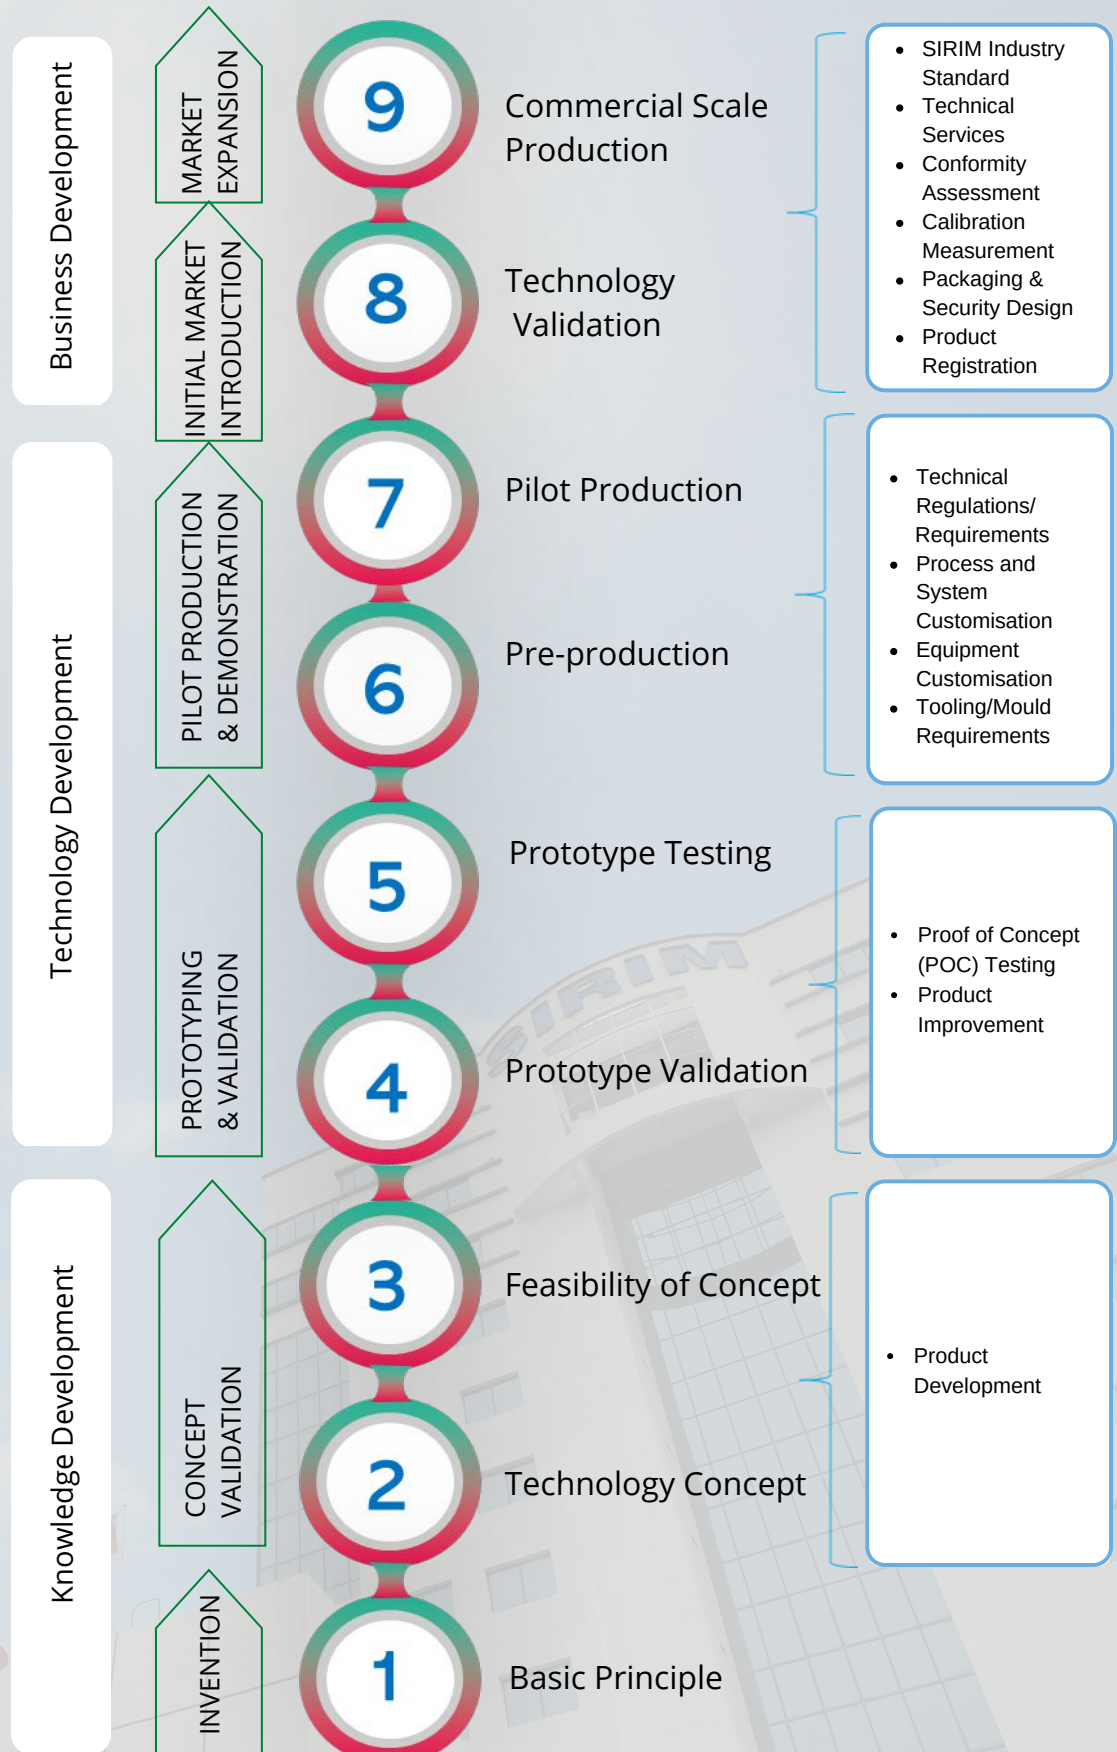 Business Development
MARKET
EXPANSION
9
Commercial Scale
Production
• SIRIM Industry
Standard
• Technical
Services
• Conformity
Assessment
• Calibration
Measurement
• Packaging &
Security Design
• Product
Registration
INITIAL MARKET
INTRODUCTION
8
Technology
Validation
Technology Development
PILOT PRODUCTION
& DEMONSTRATION
7
Pilot Production
• Technical
Regulations/
Requirements
• Process and
System
Customisation
• Equipment
Customisation
• Tooling/Mould
Requirements
6
Pre-production
PROTOTYPING
& VALIDATION
5
Prototype Testing
• Proof of Concept
(POC) Testing
• Product
Improvement
SIRIM
4
Prototype Validation
Knowledge Development
CONCEPT
VALIDATION
3
Feasibility of Concept
• Product
Development
2
Technology Concept
INVENTION
1
Basic Principle